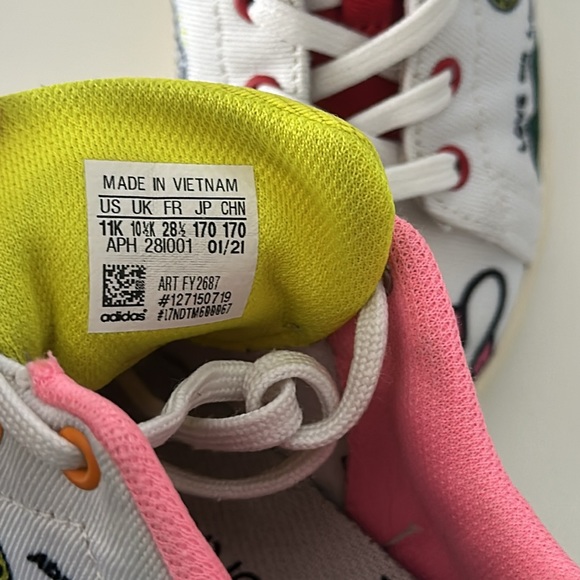 MADE IN VIETNAM
US UK FR JP CHN
11K 10½K 28½ 170 170
APH 28I001 01/21
ART FY2687
#127150719
adidas #17NDTM600067